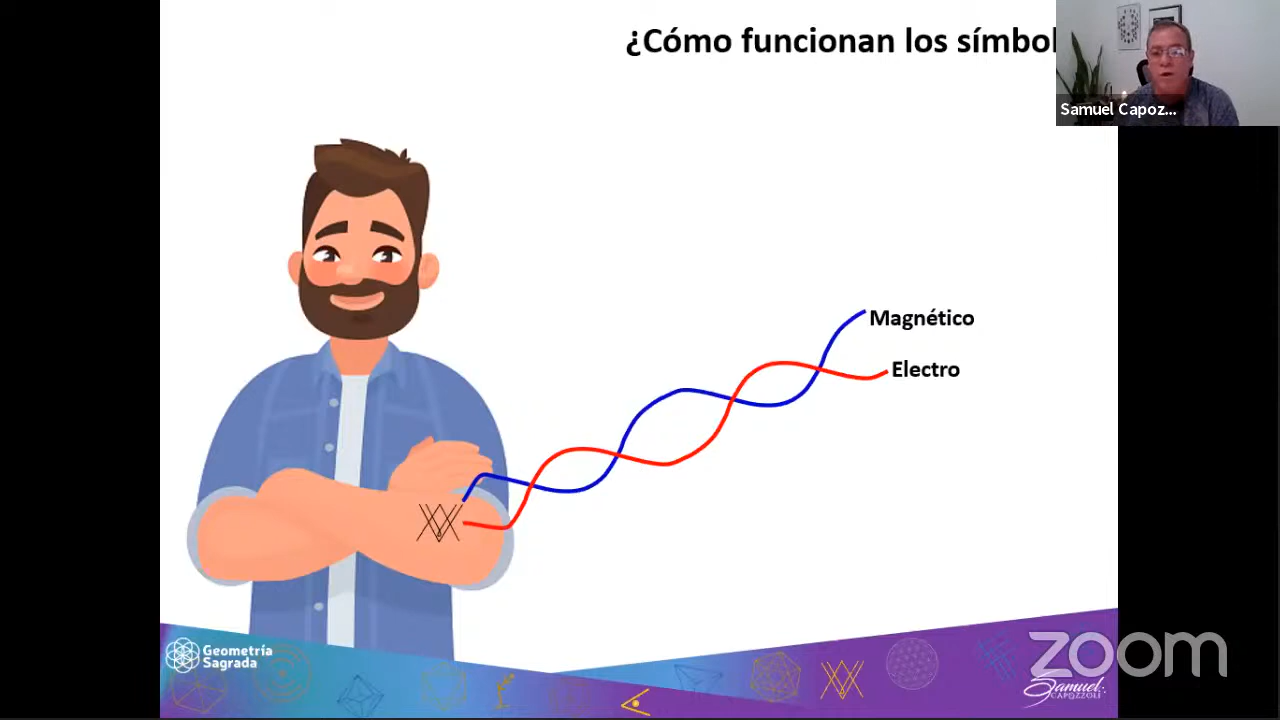 ¿Cómo funcionan los símbol
Samuel Capoz...
Magnético
Electro
Geometría
Sagrada
zoom
Samuel
CAPOZZOLI